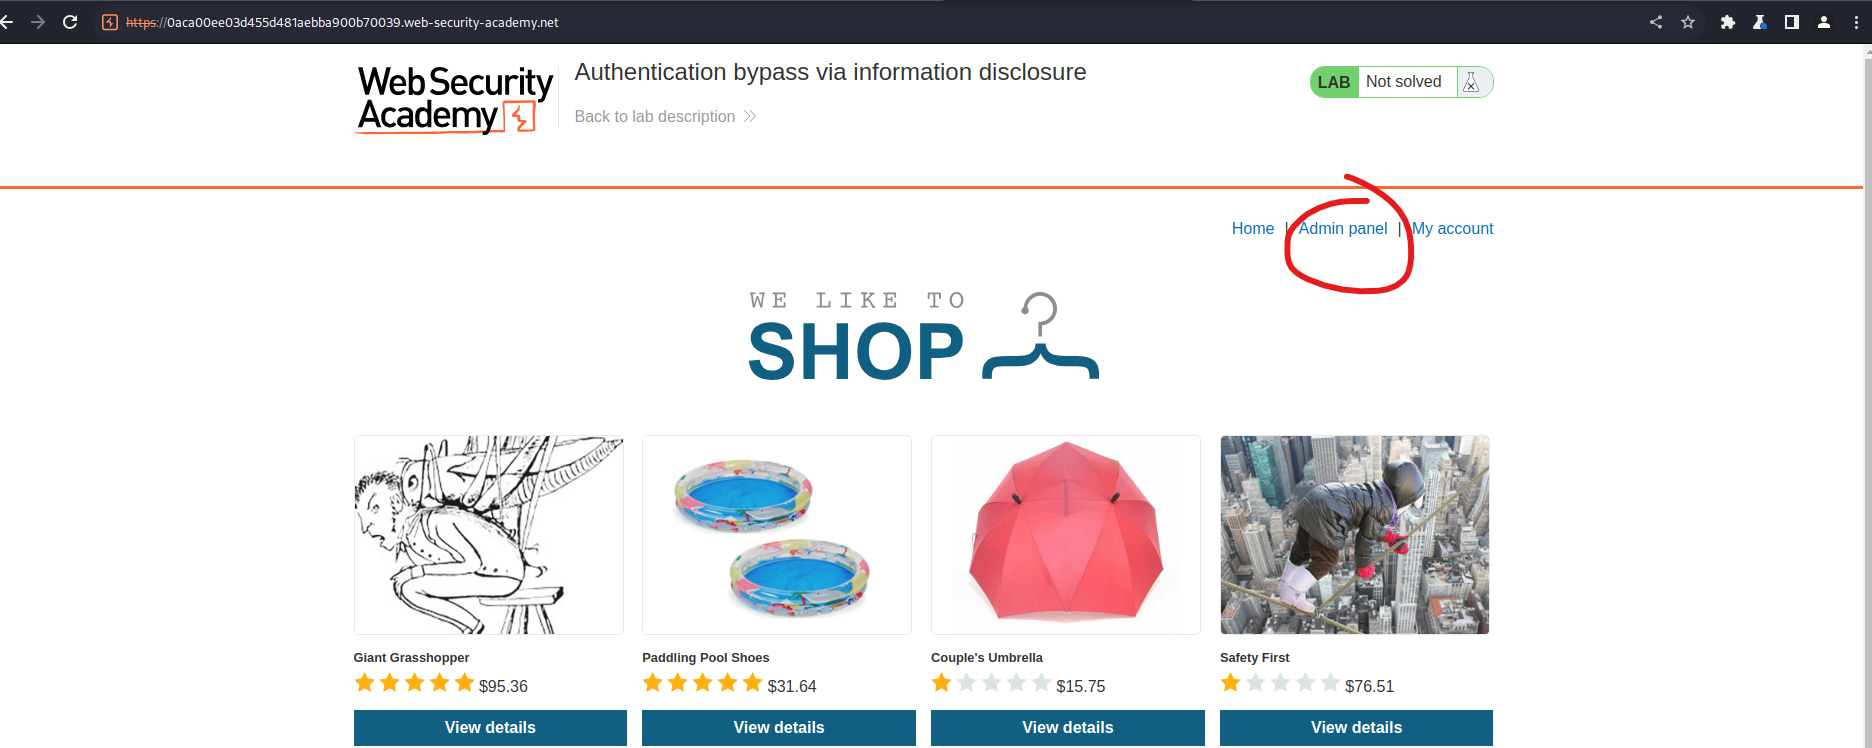 https://0aca00ee03d455d481aebba900b70039.web-security-academy.net
Web Security
Academy
Authentication bypass via information disclosure
Back to lab description
LAB Not solved
Home | Admin panel | My account
WE LIKE TO
SHOP
Giant Grasshopper
$95.36
View details
Paddling Pool Shoes
$31.64
View details
Couple's Umbrella
$15.75
View details
Safety First
$76.51
View details